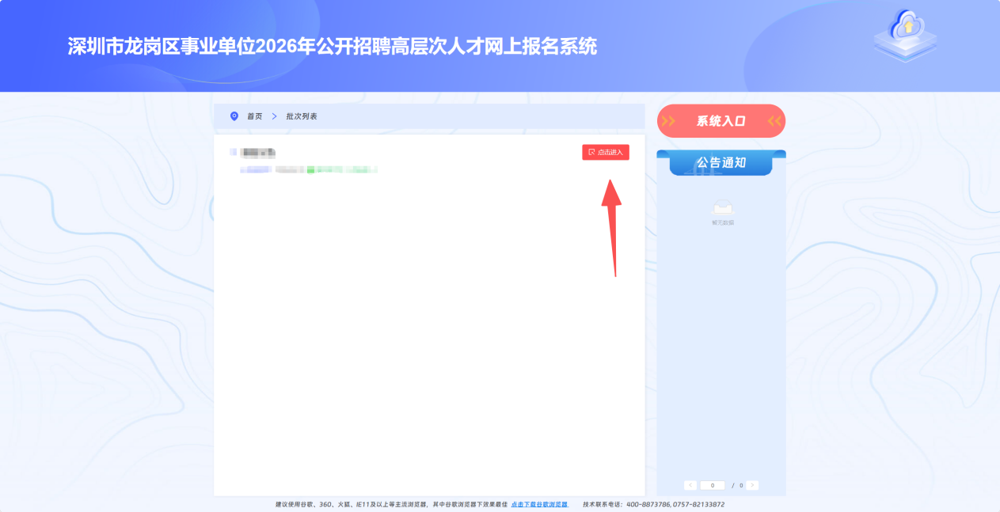 深圳市龙岗区事业单位2026年公开招聘高层次人才网上报名系统
首页 > 批次列表
点击进入
系统入口
公告通知
暂无数据
< 0 / 0 >
建议使用谷歌、360、火狐、IE11及以上等主流浏览器，其中谷歌浏览器下效果最佳 点击下载谷歌浏览器 技术联系电话：400-8873786,0757-82133872